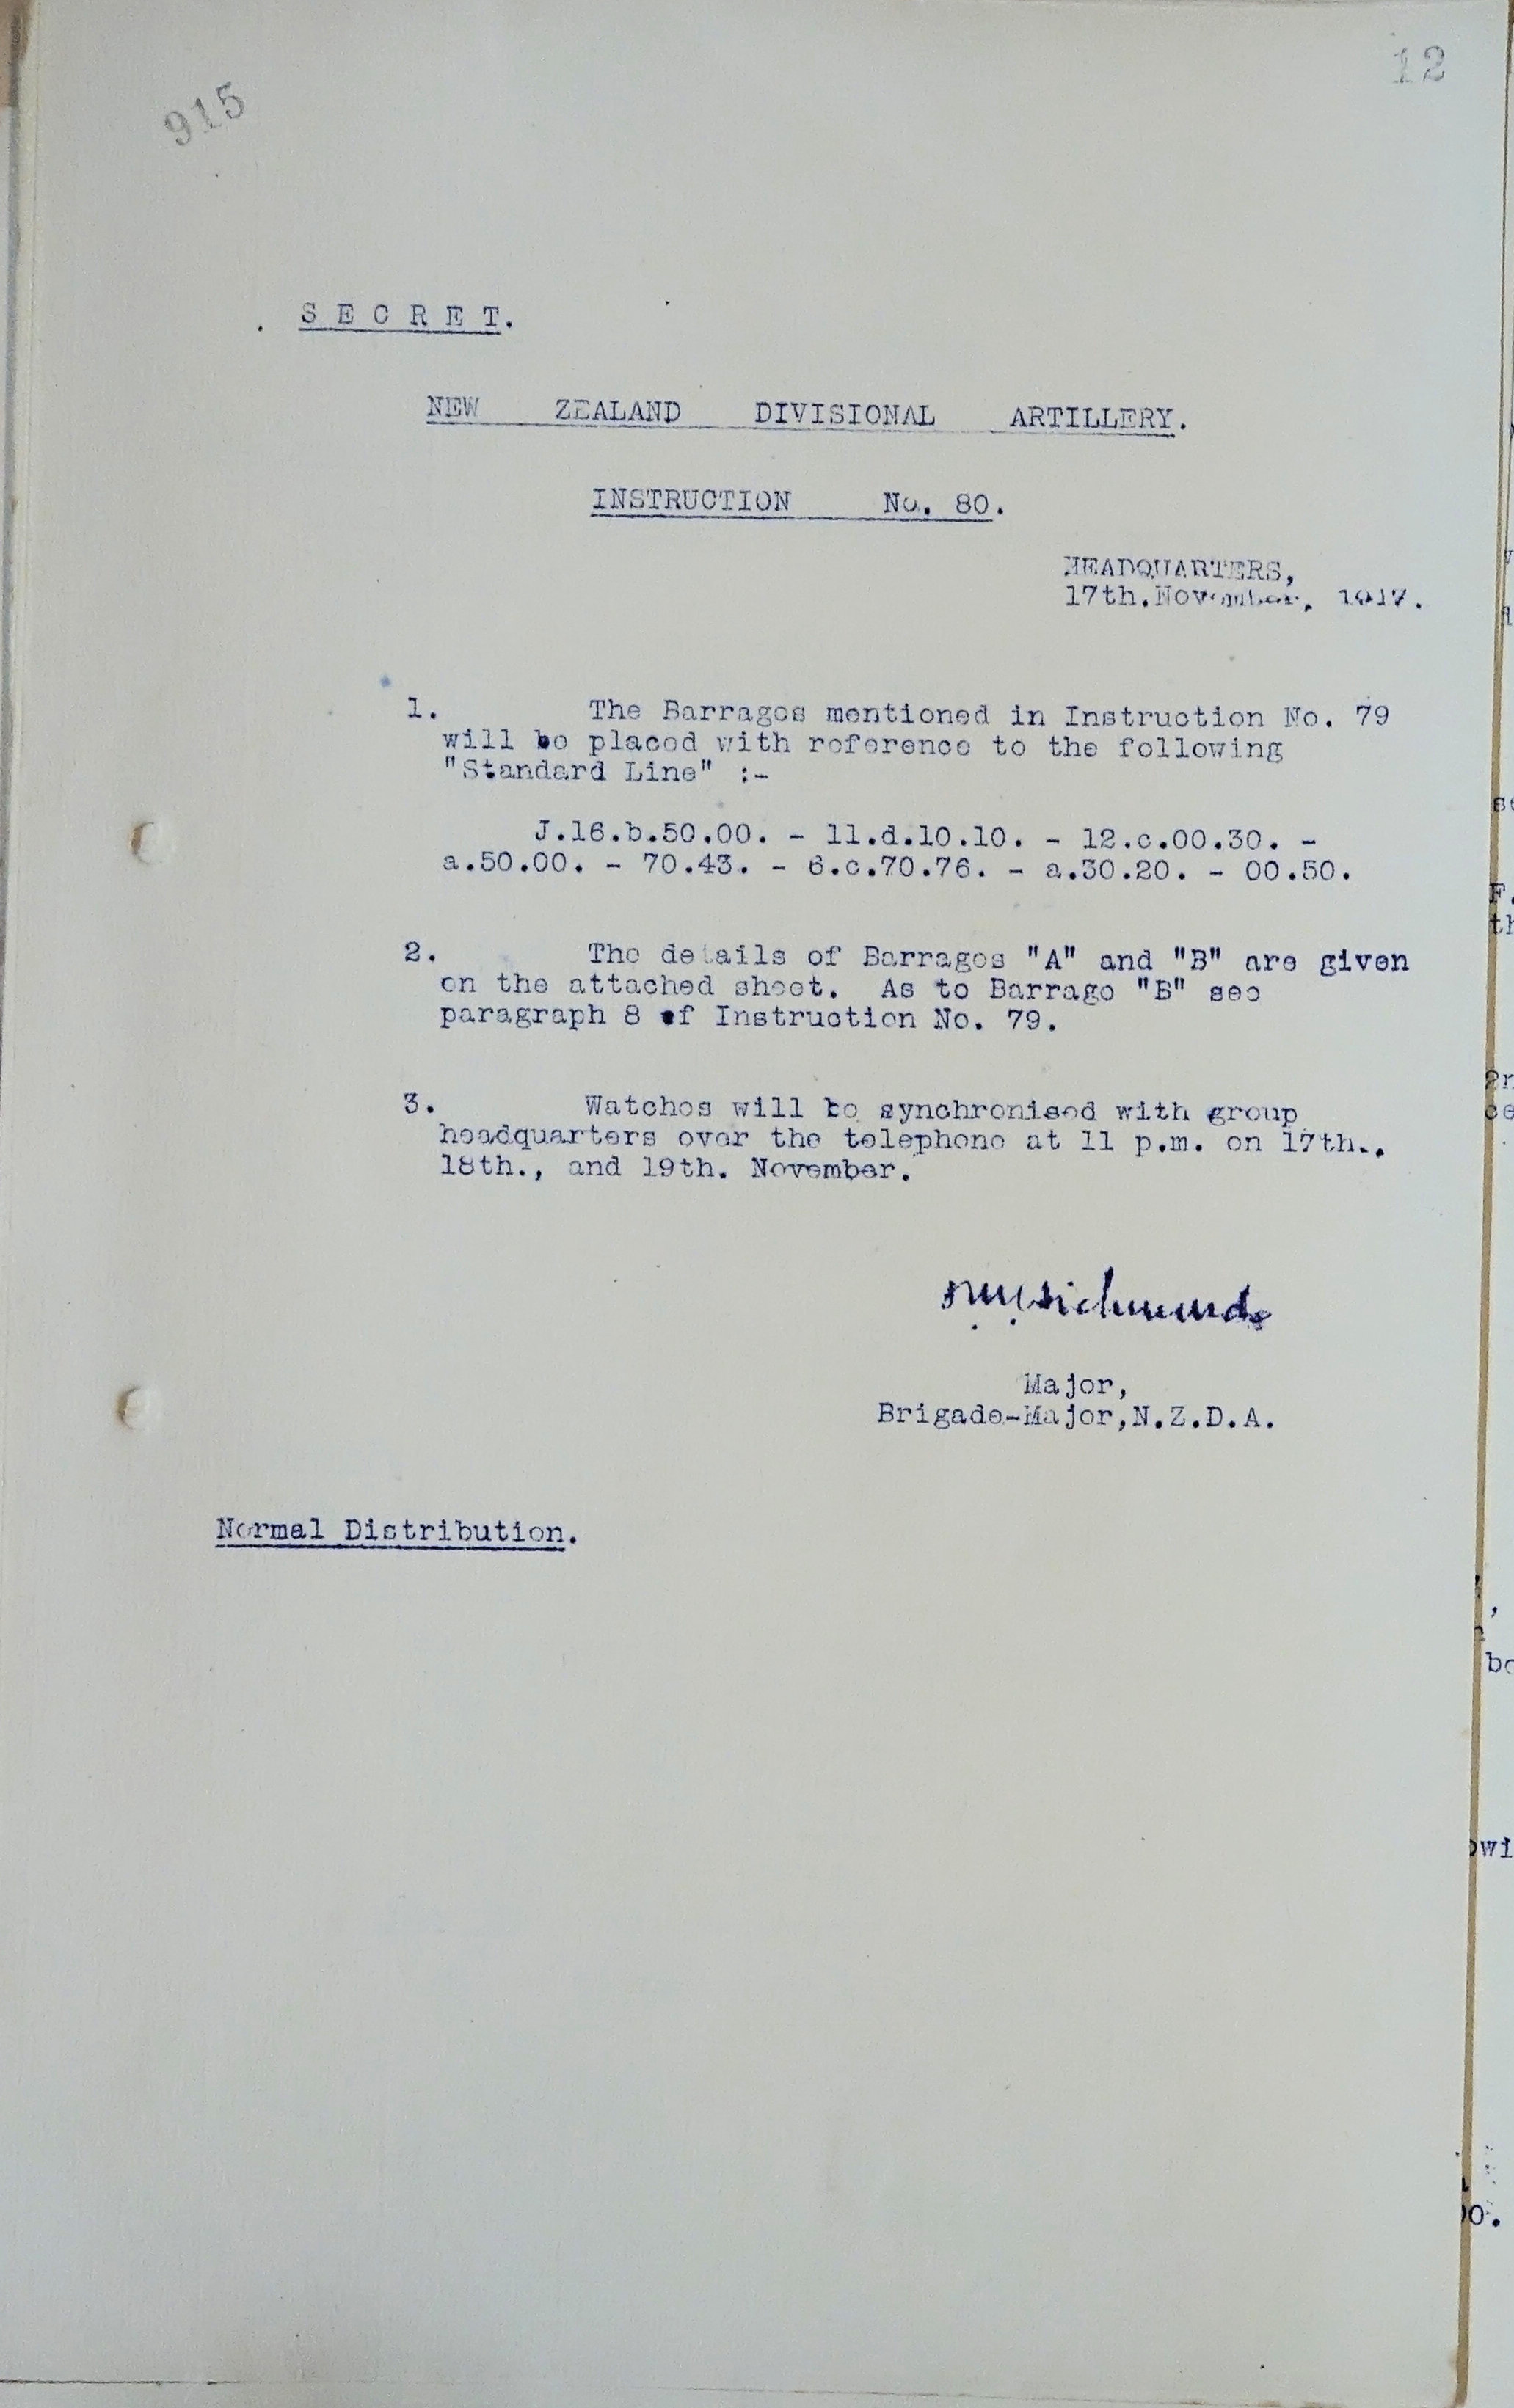 915
12
S E C R E T.
NEW ZEALAND DIVISIONAL ARTILLERY.
INSTRUCTION No. 80.
HEADQUARTERS,
17th.November, 1917.
1. The Barrages mentioned in Instruction No. 79
will be placed with reference to the following
"Standard Line" :-
J.16.b.50.00. - 11.d.10.10. - 12.c.00.30. -
a.50.00. - 70.43. - 6.c.70.76. - a.30.20. - 00.50.
2. The details of Barrages "A" and "B" are given
on the attached sheet. As to Barrage "B" see
paragraph 8 of Instruction No. 79.
3. Watches will be synchronised with group
headquarters over the telephone at 11 p.m. on 17th.,
18th., and 19th. November.
Major,
Brigade-Major,N.Z.D.A.
Normal Distribution.